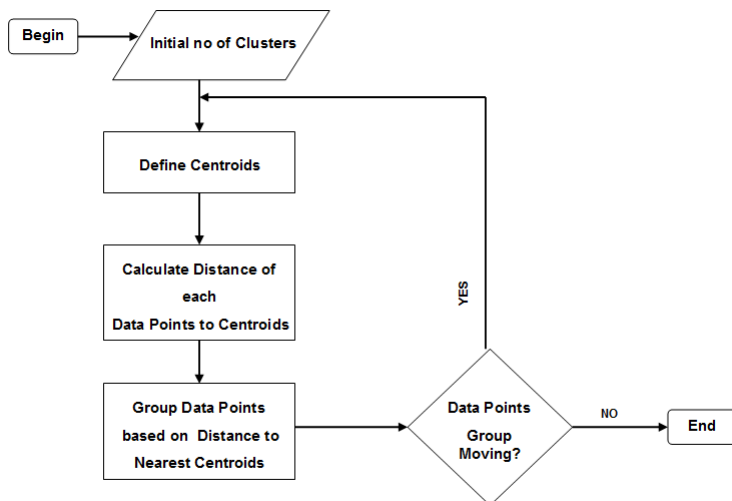 Begin
Initial no of Clusters
Define Centroids
Calculate Distance of
each
Data Points to Centroids
Group Data Points
based on Distance to
Nearest Centroids
Data Points
Group
Moving?
YES
NO
End